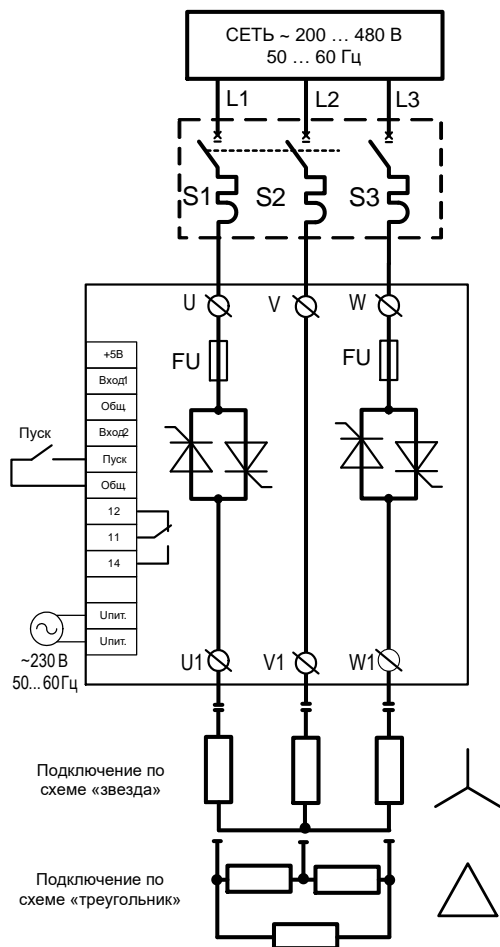 СЕТЬ ~ 200 ... 480 В
50 ... 60 Гц
L1 L2 L3
S1 S2 S3
U V W
FU FU
+5В
Вход1
Общ
Вход2
Пуск
Пуск
Общ
12
11
14
Uпит.
Uпит.
~230 В
50...60 Гц
U1 V1 W1
Подключение по
схеме «звезда»
Подключение по
схеме «треугольник»